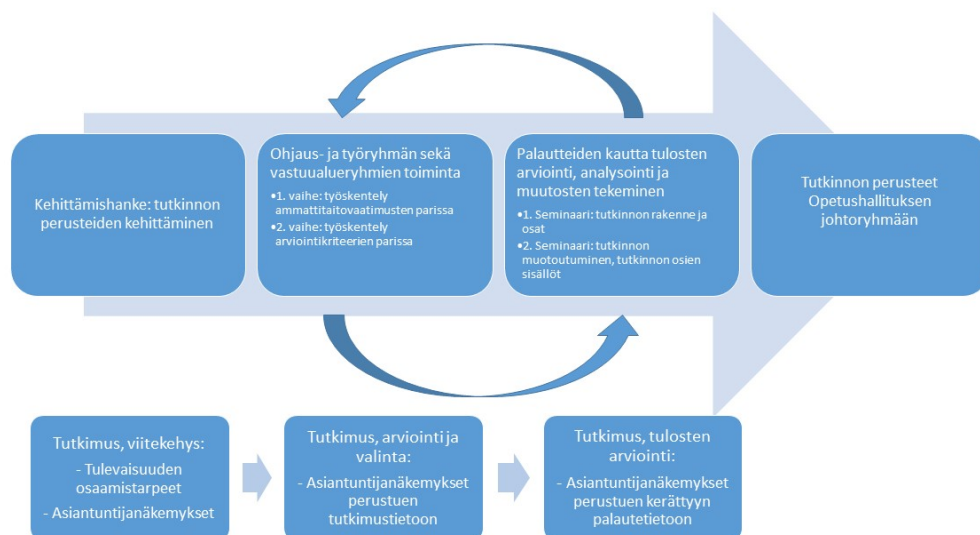 Kehittämishanke: tutkinnon
perusteiden kehittäminen
Ohjaus- ja työryhmän sekä
vastuualueryhmien toiminta
•1. vaihe: työskentely
ammattitaitovaatimusten parissa
•2. vaihe: työskentely
arviointikriteerien parissa
Palautteiden kautta tulosten
arviointi, analysointi ja
muutosten tekeminen
•1. Seminaari: tutkinnon rakenne ja
osat
•2. Seminaari: tutkinnon
muotoutuminen, tutkinnon osien
sisällöt
Tutkinnon perusteet
Opetushallituksen
johtoryhmään
Tutkimus, viitekehys:
- Tulevaisuuden
osaamistarpeet
- Asiantuntijanäkemykset
Tutkimus, arviointi ja
valinta:
- Asiantuntijanäkemykset
perustuen
tutkimustietoon
Tutkimus, tulosten
arviointi:
- Asiantuntijanäkemykset
perustuen kerättyyn
palautetietoon